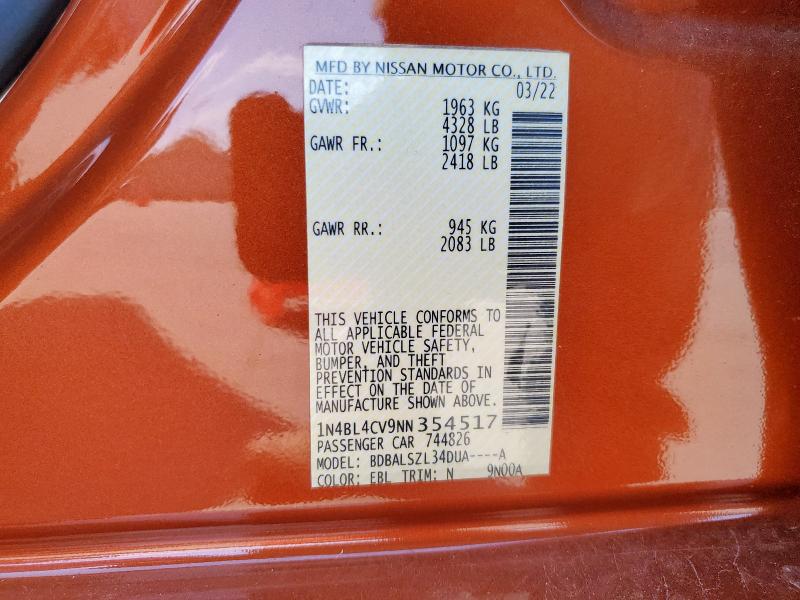 MFD BY NISSAN MOTOR CO., LTD.
DATE: 03/22
GVWR: 1963 KG
4328 LB
GAWR FR.: 1097 KG
2418 LB
GAWR RR.: 945 KG
2083 LB
THIS VEHICLE CONFORMS TO
ALL APPLICABLE FEDERAL
MOTOR VEHICLE SAFETY,
BUMPER, AND THEFT
PREVENTION STANDARDS IN
EFFECT ON THE DATE OF
MANUFACTURE SHOWN ABOVE.
1N4BL4CV9NN354517
PASSENGER CAR 744826
MODEL: BDBALSZL34DUA----A
COLOR: EBL TRIM: N 9N00A